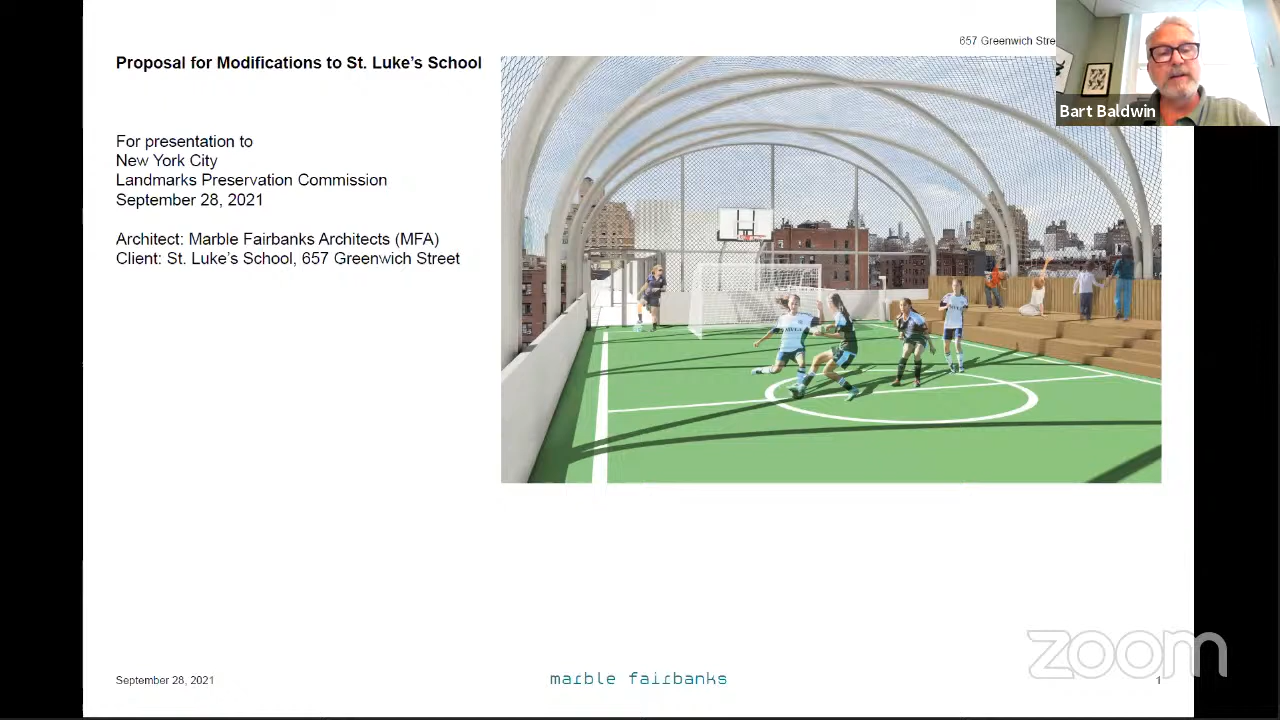 657 Greenwich Stre
Proposal for Modifications to St. Luke's School
Bart Baldwin
For presentation to
New York City
Landmarks Preservation Commission
September 28, 2021
Architect: Marble Fairbanks Architects (MFA)
Client: St. Luke's School, 657 Greenwich Street
zoom
September 28, 2021
marble fairbanks
1